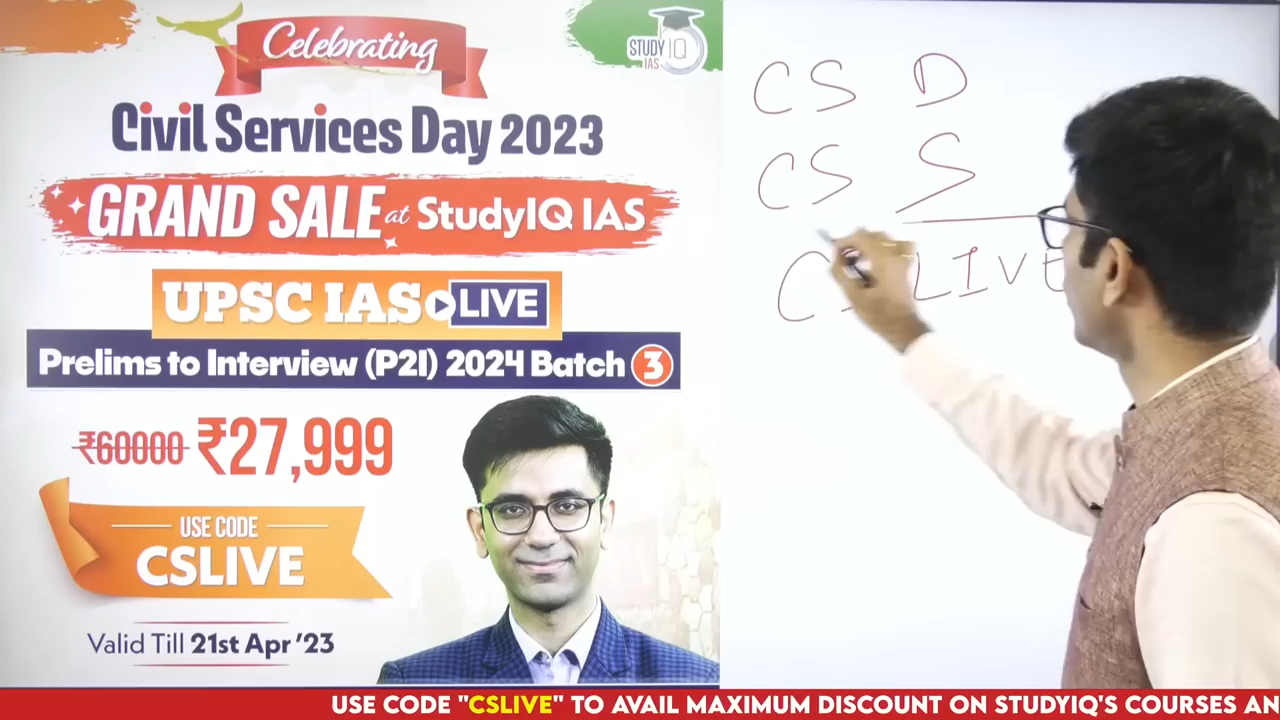 Celebrating
STUDY IQ
IAS
Civil Services Day 2023
GRAND SALE at StudyIQ IAS
UPSC IAS LIVE
Prelims to Interview (P2I) 2024 Batch 3
₹60000 ₹27,999
USE CODE
CSLIVE
Valid Till 21st Apr '23
CS D
CS S
CSLIVE
USE CODE "CSLIVE" TO AVAIL MAXIMUM DISCOUNT ON STUDYIQ'S COURSES AN